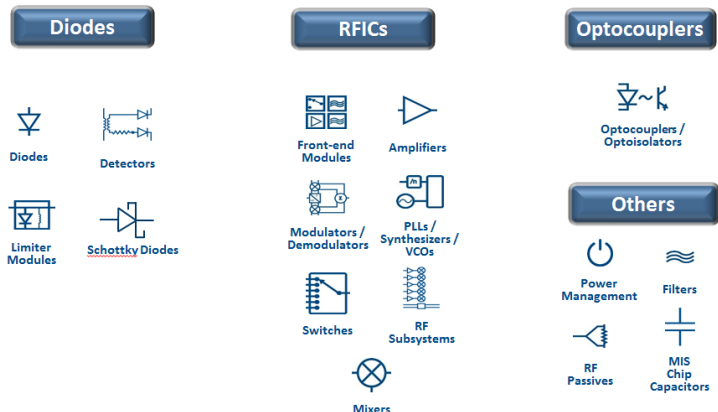 Diodes
RFICs
Optocouplers
Diodes
Detectors
Limiter
Modules
Schottky Diodes
Front-end
Modules
Amplifiers
Modulators /
Demodulators
/n
PLLs /
Synthesizers /
VCOs
Switches
RF
Subsystems
Mixers
Optocouplers /
Optoisolators
Others
Power
Management
Filters
RF
Passives
MIS
Chip
Capacitors